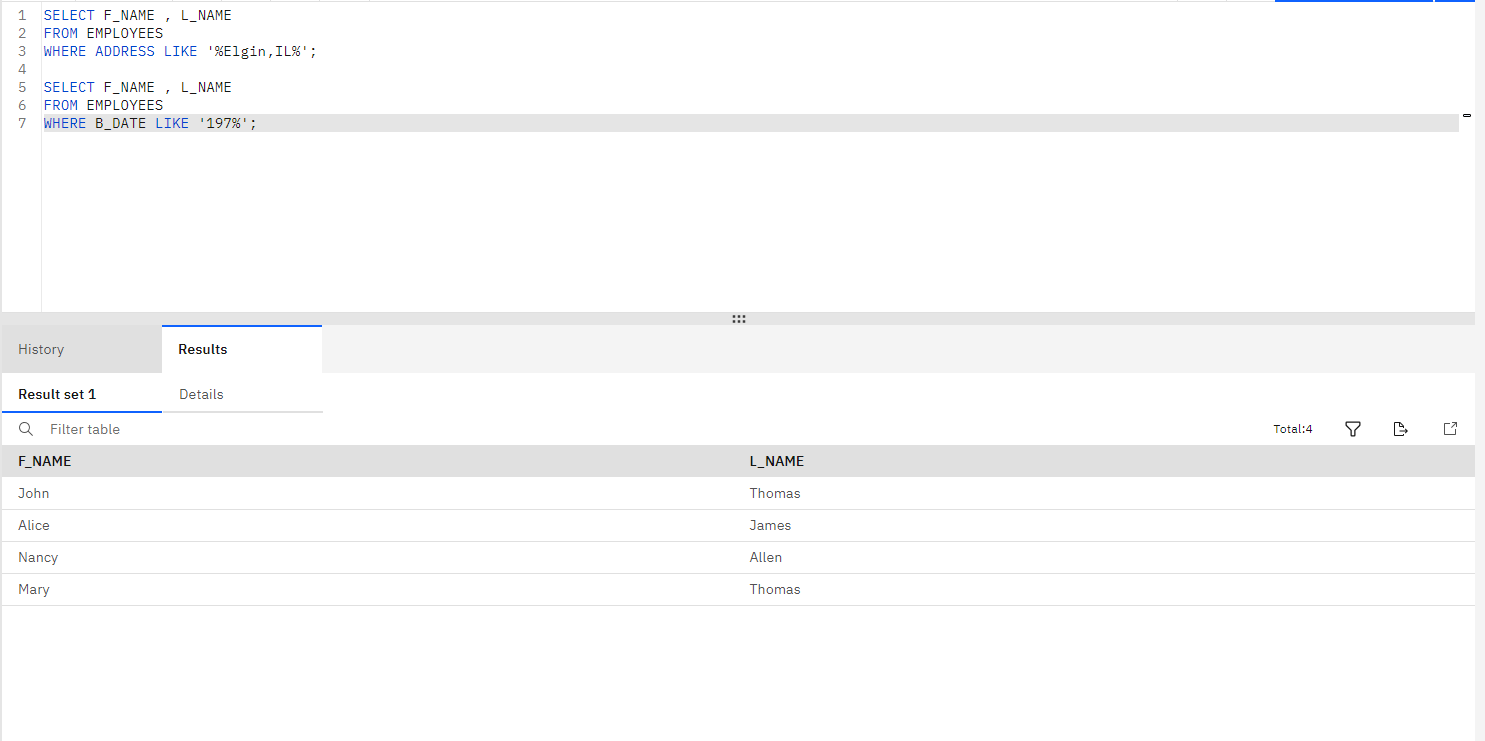 1 SELECT F_NAME , L_NAME
2 FROM EMPLOYEES
3 WHERE ADDRESS LIKE '%Elgin,IL%';
4
5 SELECT F_NAME , L_NAME
6 FROM EMPLOYEES
7 WHERE B_DATE LIKE '197%';
History Results
Result set 1 Details
Filter table Total:4
F_NAME L_NAME
John Thomas
Alice James
Nancy Allen
Mary Thomas